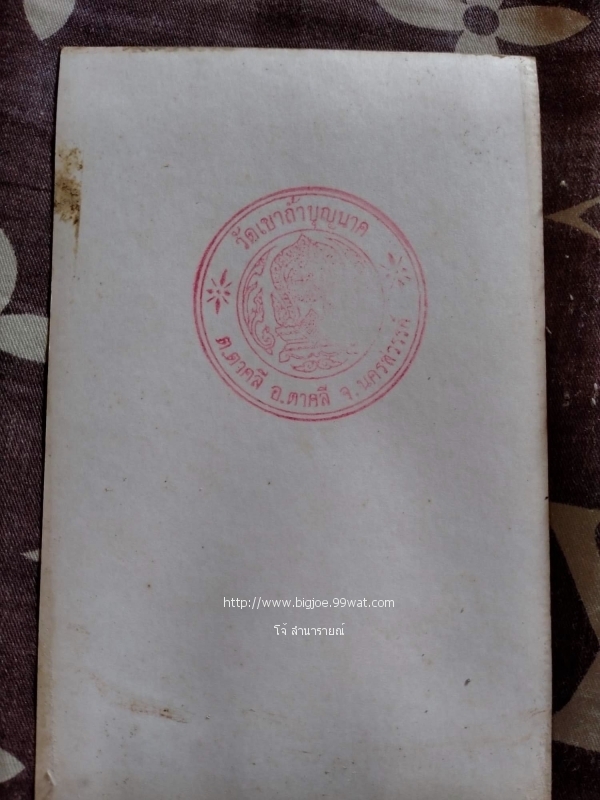 วัดเขาถ้ำบุญนาค
ต.ตาคลี อ.ตาคลี จ.นครสวรรค์
http://www.bigjoe.99wat.com
โจ้ ลำนารายณ์